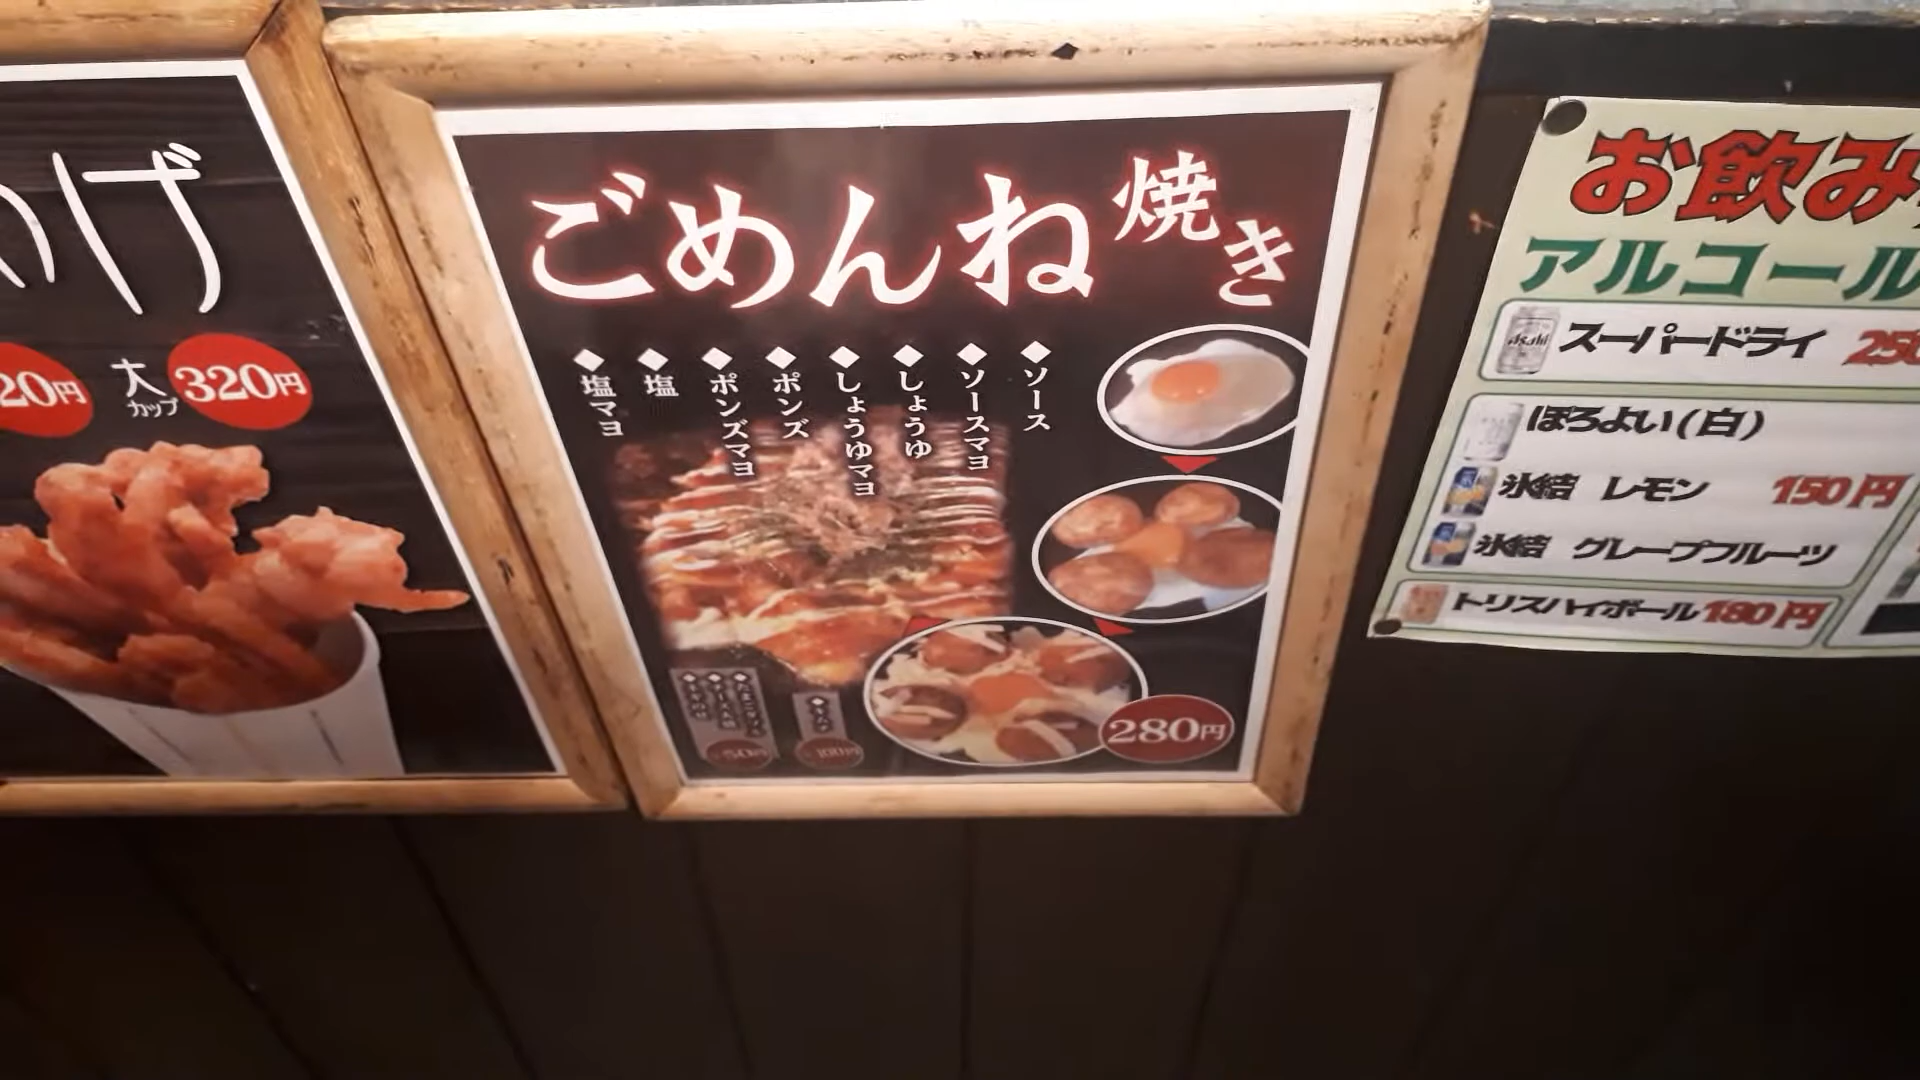 げ
20円
大
カップ
320円
ごめんね焼き
◆ソース
◆ソースマヨ
◆しょうゆ
◆しょうゆマヨ
◆ポンズ
◆ポンズマヨ
◆塩
◆塩マヨ
280円
お飲み
アルコール
Asahi
スーパードライ 250
ほろよい(白)
氷結 レモン 150円
氷結 グレープフルーツ
トリスハイボール 180円